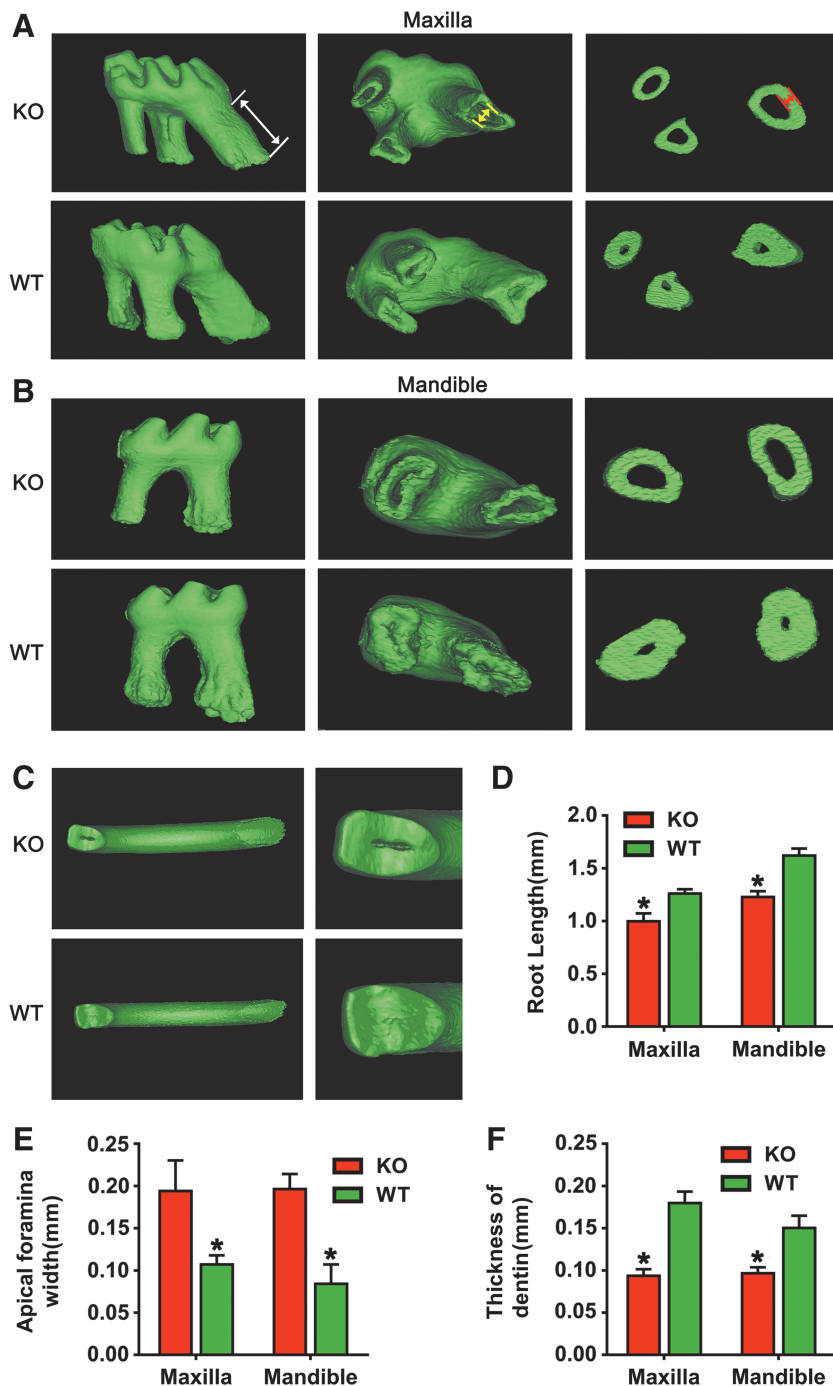 A
Maxilla
KO
WT
B
Mandible
KO
WT
C
KO
WT
D
Root Length(mm)
2.0
1.5
1.0
0.5
0.0
KO
WT
*
*
Maxilla Mandible
E
Apical foramina
width(mm)
0.25
0.20
0.15
0.10
0.05
0.00
KO
WT
*
*
Maxilla Mandible
F
Thickness of
dentin(mm)
0.25
0.20
0.15
0.10
0.05
0.00
KO
WT
*
*
Maxilla Mandible